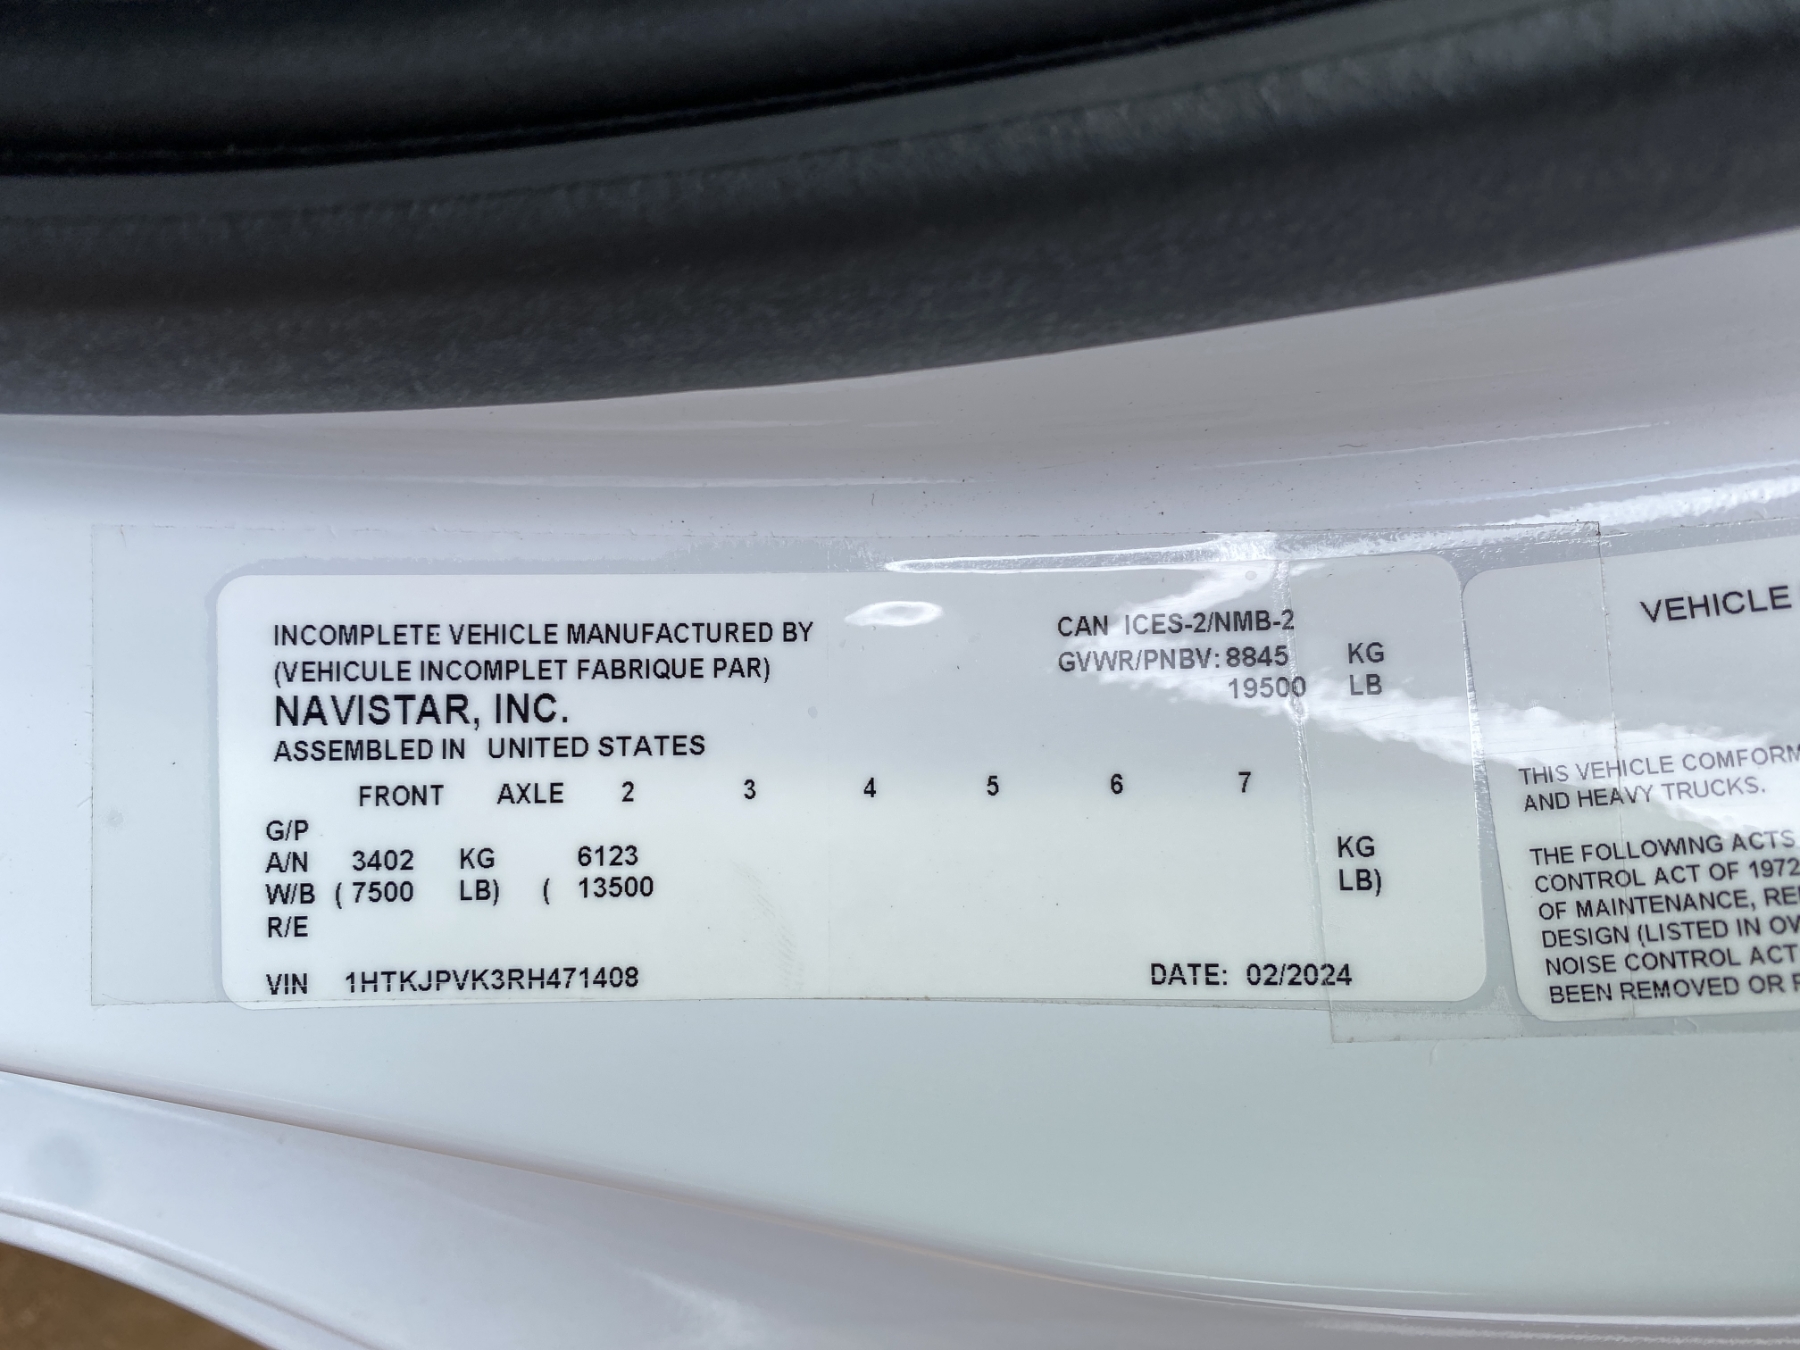 INCOMPLETE VEHICLE MANUFACTURED BY
(VEHICULE INCOMPLET FABRIQUE PAR)
NAVISTAR, INC.
ASSEMBLED IN UNITED STATES
CAN ICES-2/NMB-2
GVWR/PNBV: 8845 KG
19500 LB
FRONT AXLE 2 3 4 5 6 7
G/P
A/N 3402 KG 6123 KG
W/B ( 7500 LB) ( 13500 LB)
R/E
VIN 1HTKJPVK3RH471408 DATE: 02/2024
VEHICLE
THIS VEHICLE COMFORM
AND HEAVY TRUCKS.
THE FOLLOWING ACTS
CONTROL ACT OF 1972
OF MAINTENANCE,
DESIGN (LISTED IN
NOISE CONTROL ACT
BEEN REMOVED OR